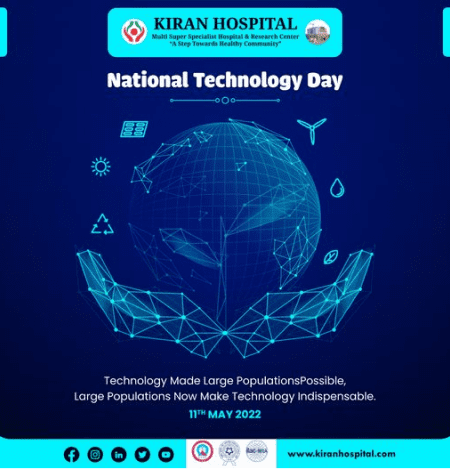 KIRAN HOSPITAL
Multi Super Specialist Hospital & Research Center
"A Step Towards Healthy Community"
National Technology Day
Technology Made Large PopulationsPossible,
Large Populations Now Make Technology Indispensable.
11TH MAY 2022
www.kiranhospital.com